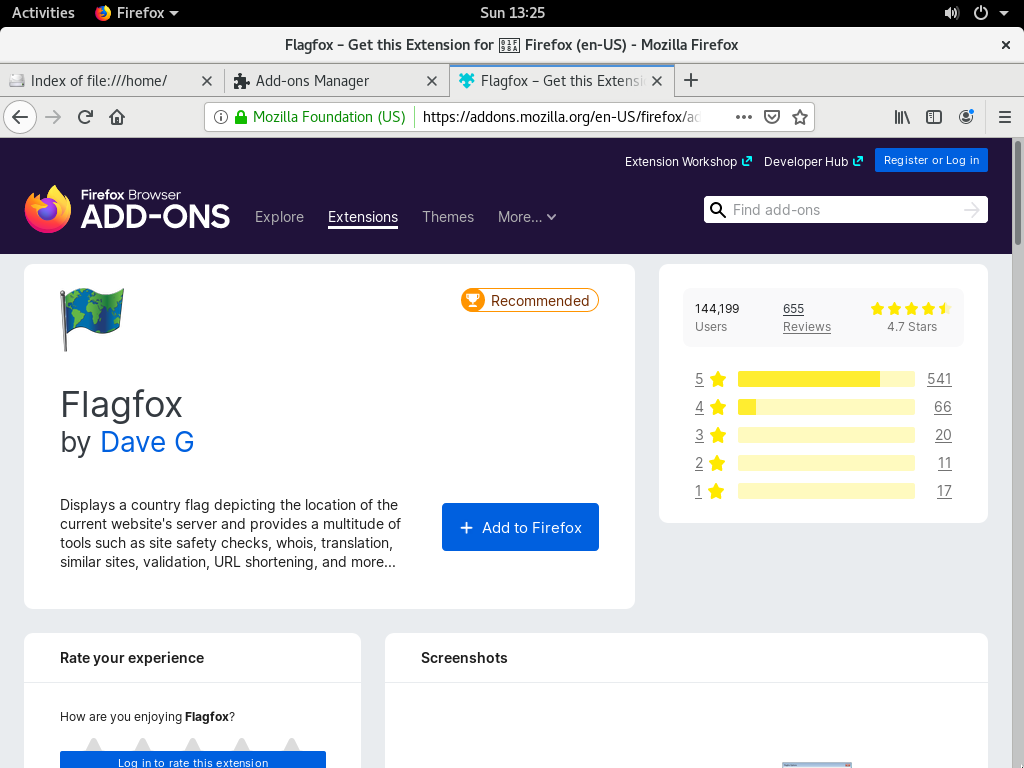 Activities Firefox Sun 13:25
Flagfox – Get this Extension for 01F98A Firefox (en-US) - Mozilla Firefox
Index of file:///home/ Add-ons Manager Flagfox – Get this Extensi
Mozilla Foundation (US) https://addons.mozilla.org/en-US/firefox/ad
Extension Workshop Developer Hub Register or Log in
Firefox Browser
ADD-ONS
Explore Extensions Themes More... Find add-ons
Recommended
Flagfox
by Dave G
Displays a country flag depicting the location of the
current website's server and provides a multitude of
tools such as site safety checks, whois, translation,
similar sites, validation, URL shortening, and more...
+ Add to Firefox
144,199 655
Users Reviews 4.7 Stars
5 541
4 66
3 20
2 11
1 17
Rate your experience
How are you enjoying Flagfox?
Log in to rate this extension
Screenshots